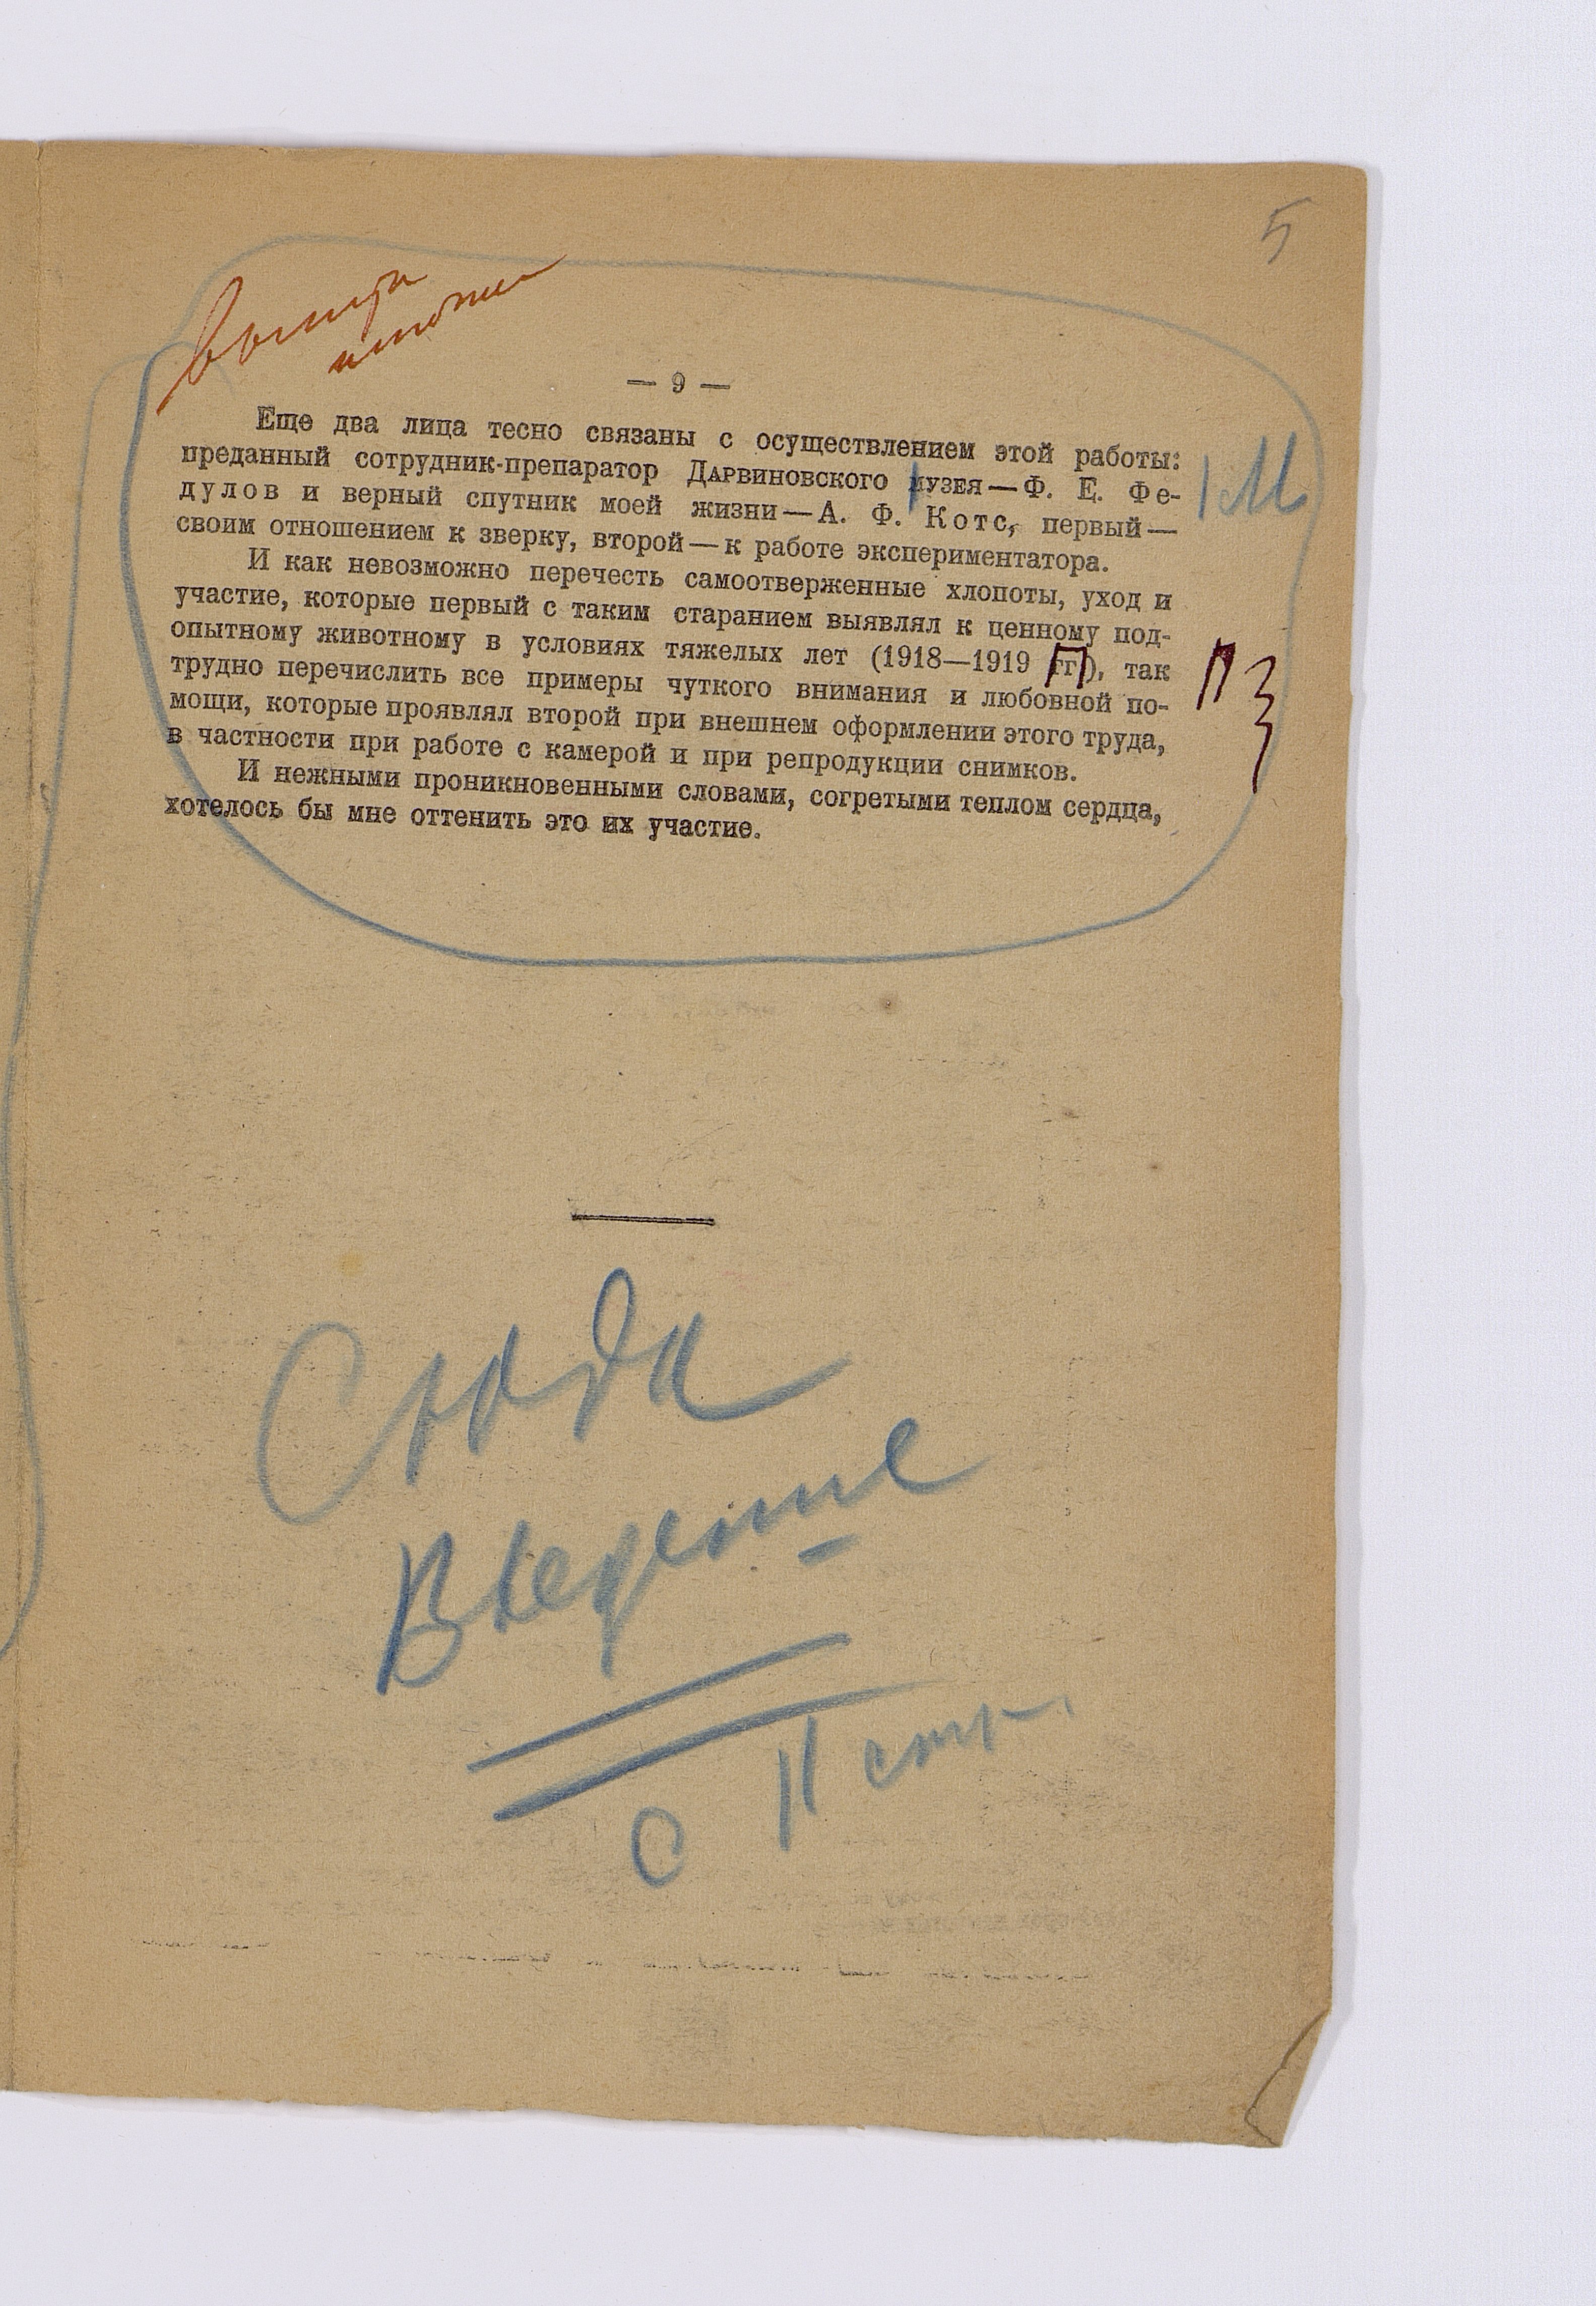 5
— 9 —
Еще два лица тесно связаны с осуществлением этой работы:
преданный сотрудник-препаратор Дарвиновского музея — Ф. Е. Фе-
дулов и верный спутник моей жизни — А. Ф. Котс, первый —
|М
своим отношением к зверку, второй — к работе экспериментатора.
И как невозможно перечесть самоотверженные хлопоты, уход и
участие, которые первый с таким старанием выявлял к ценному под-
опытному животному в условиях тяжелых лет (1918—1919 гг.), так
трудно перечислить все примеры чуткого внимания и любовной по-
мощи, которые проявлял второй при внешнем оформлении этого труда,
в частности при работе с камерой и при репродукции снимков.
И нежными проникновенными словами, согретыми теплом сердца,
хотелось бы мне оттенить это их участие.
Сюда
Введение
с 11 стр.